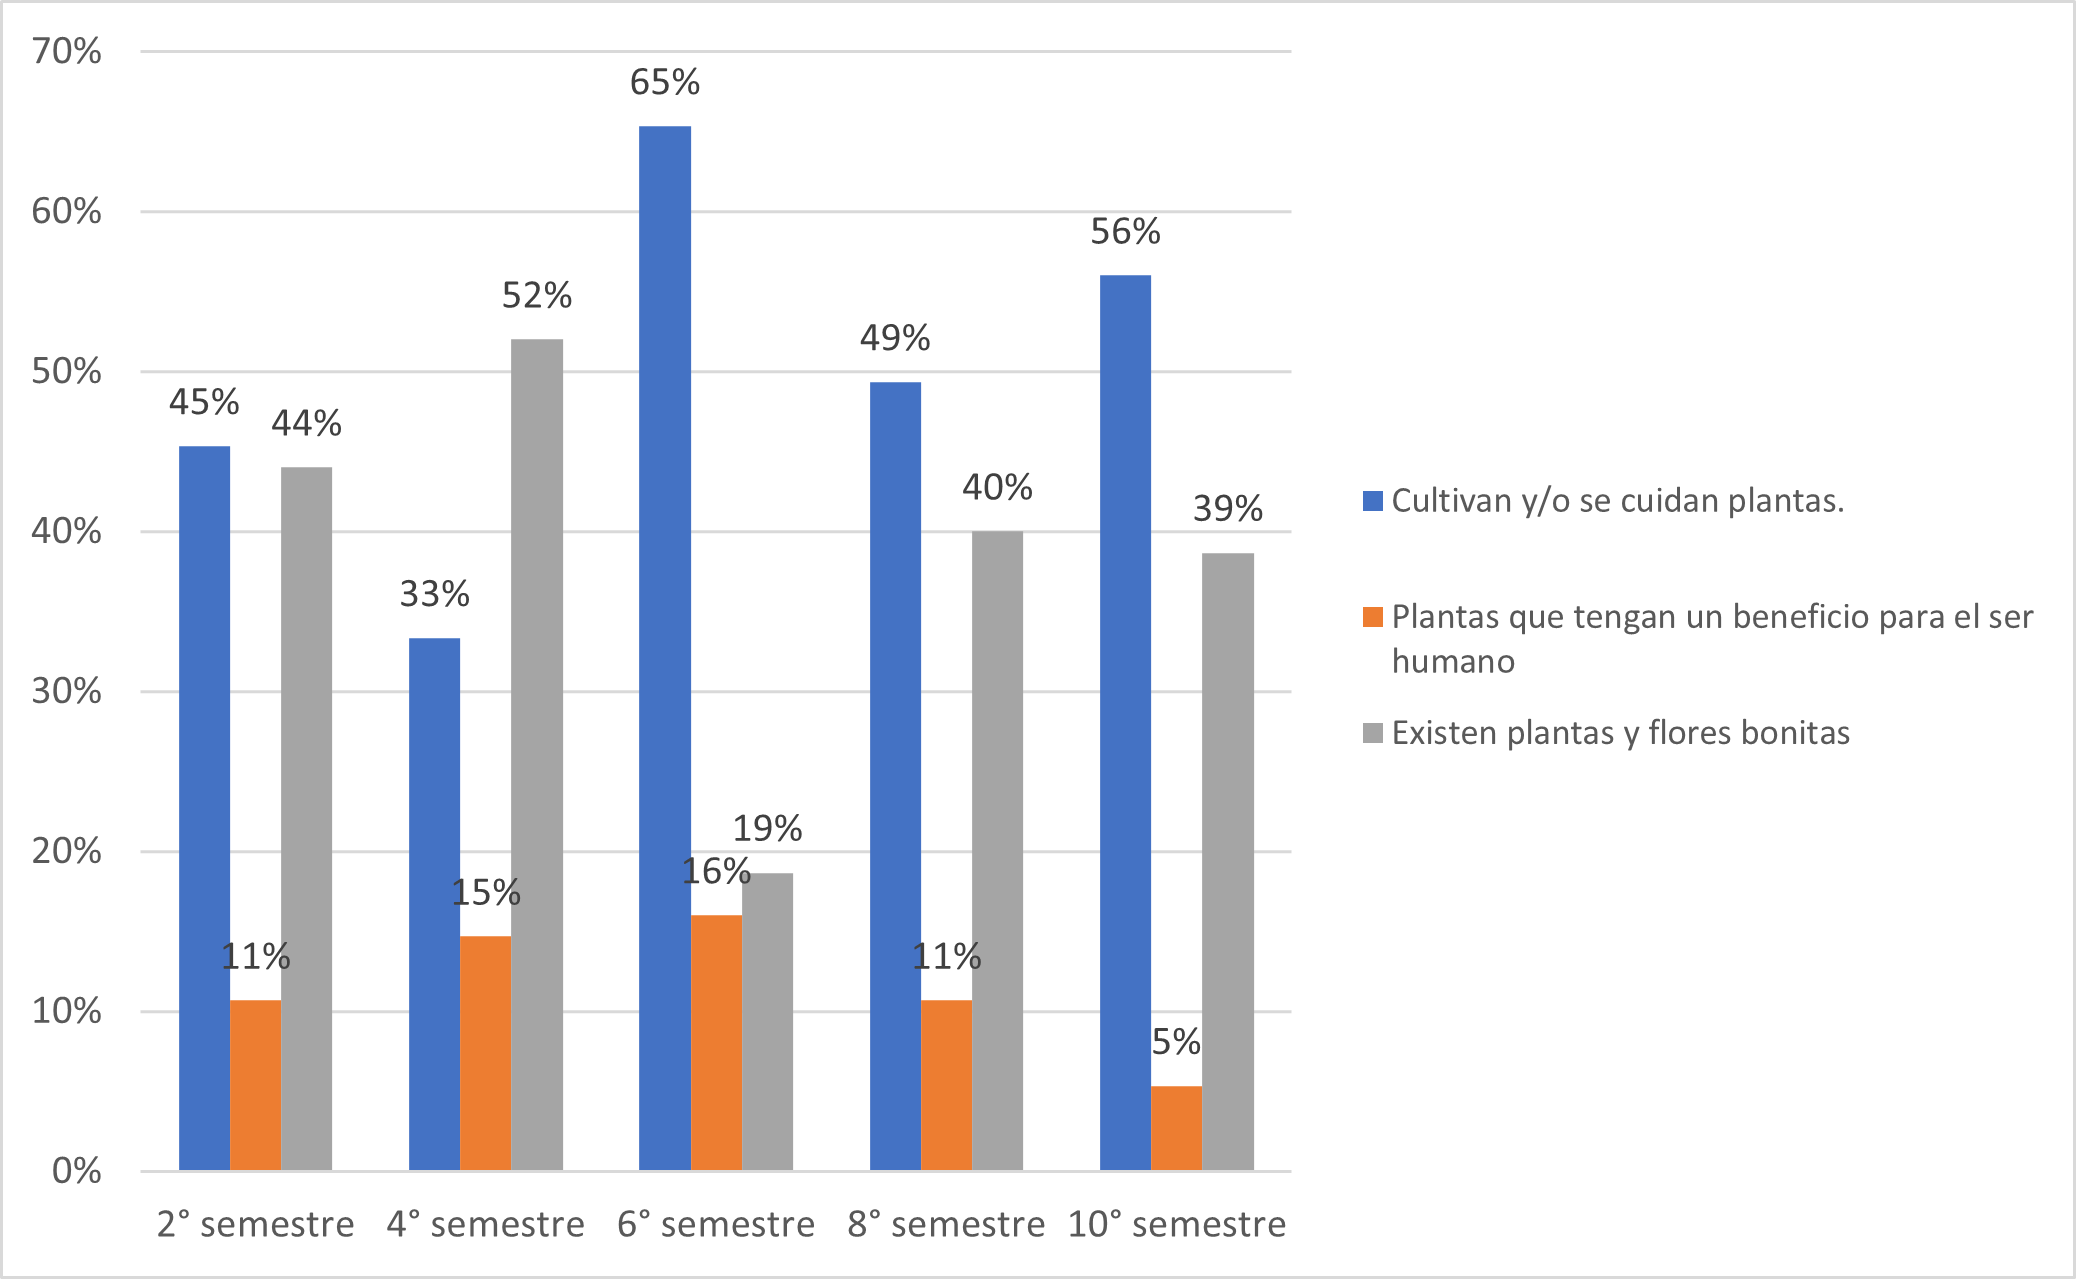 70%
60%
50%
40%
30%
20%
10%
0%
45%
11%
44%
33%
15%
52%
65%
16%
19%
49%
11%
40%
56%
5%
39%
2° semestre
4° semestre
6° semestre
8° semestre
10° semestre
Cultivan y/o se cuidan plantas.
Plantas que tengan un beneficio para el ser
humano
Existen plantas y flores bonitas